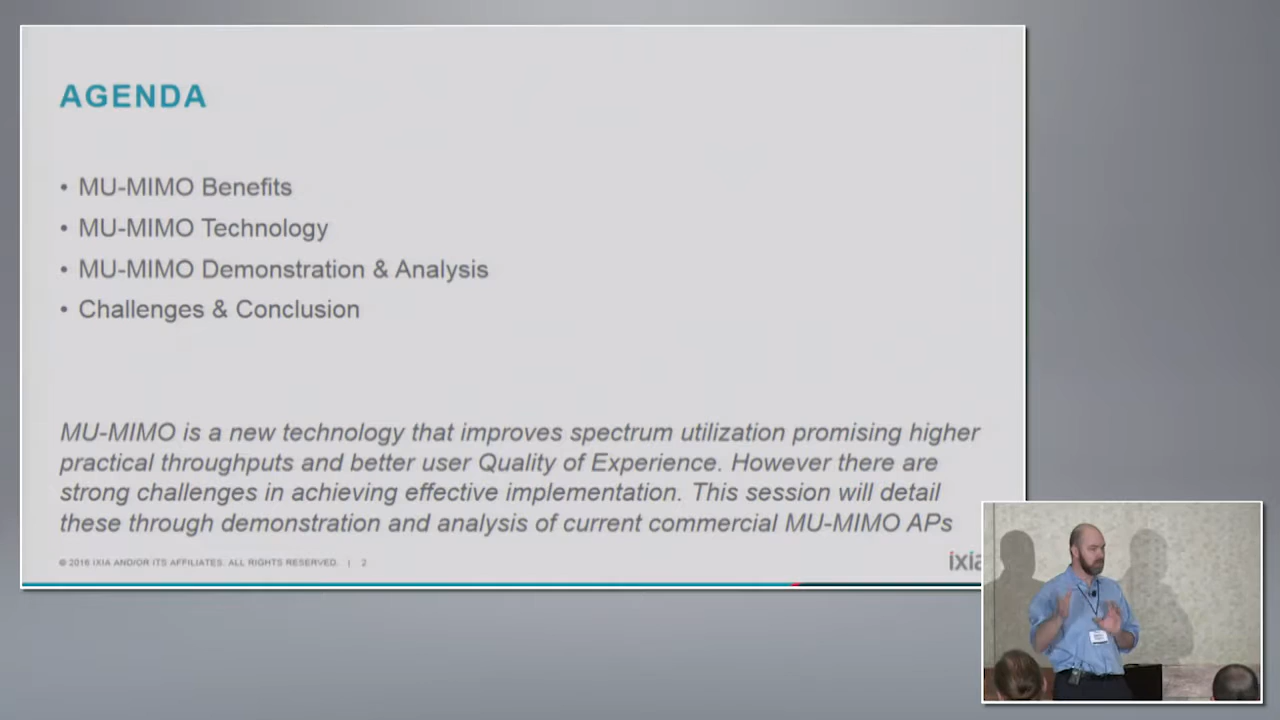 AGENDA
• MU-MIMO Benefits
• MU-MIMO Technology
• MU-MIMO Demonstration & Analysis
• Challenges & Conclusion
MU-MIMO is a new technology that improves spectrum utilization promising higher
practical throughputs and better user Quality of Experience. However there are
strong challenges in achieving effective implementation. This session will detail
these through demonstration and analysis of current commercial MU-MIMO APs
© 2016 IXIA AND/OR ITS AFFILIATES. ALL RIGHTS RESERVED. | 2
ixia